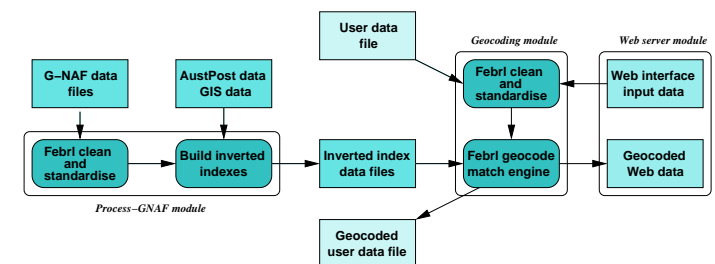 User data
file
Geocoding module
Web server module
G−NAF data
files
AustPost data
GIS data
Febrl clean
and
standardise
Web interface
input data
Febrl clean
and
standardise
Build inverted
indexes
Inverted index
data files
Febrl geocode
match engine
Geocoded
Web data
Process−GNAF module
Geocoded
user data file